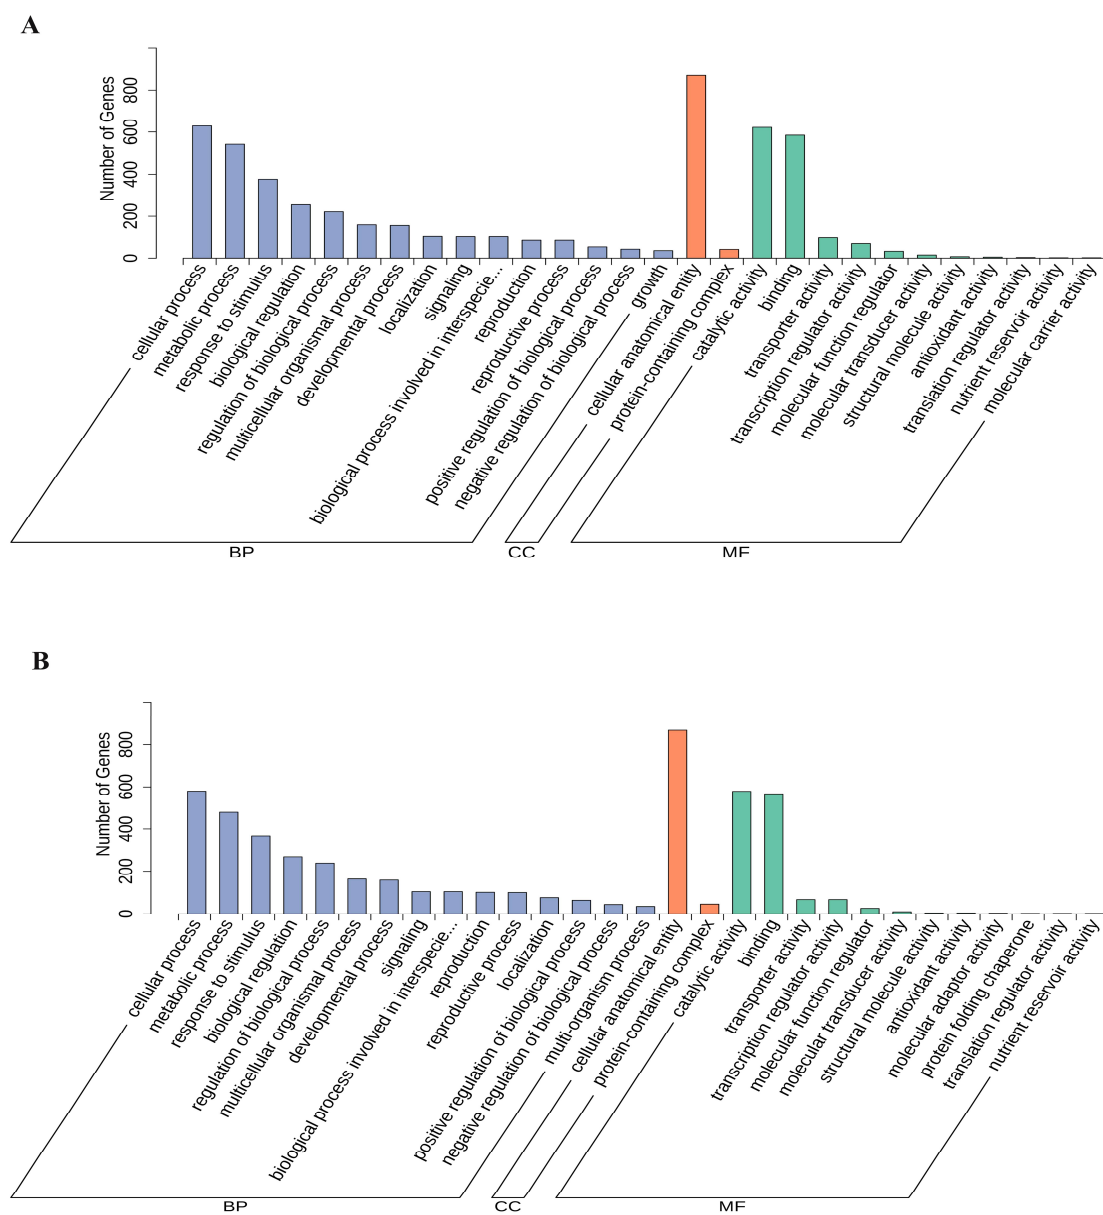 A
Number of Genes
0
200
400
600
800
cellular process
metabolic process
response to stimulus
biological regulation
regulation of biological process
multicellular organismal process
developmental process
localization
signaling
biological process involved in interspecie...
reproduction
reproductive process
positive regulation of biological process
negative regulation of biological process
growth
cellular anatomical entity
protein-containing complex
catalytic activity
binding
transporter activity
transcription regulator activity
molecular function regulator
molecular transducer activity
structural molecule activity
antioxidant activity
translation regulator activity
nutrient reservoir activity
molecular carrier activity
BP
CC
MF
B
Number of Genes
0
200
400
600
800
cellular process
metabolic process
response to stimulus
biological regulation
regulation of biological process
multicellular organismal process
developmental process
signaling
biological process involved in interspecie...
reproduction
reproductive process
localization
positive regulation of biological process
negative regulation of biological process
multi-organism process
cellular anatomical entity
protein-containing complex
catalytic activity
binding
transporter activity
transcription regulator activity
molecular function regulator
molecular transducer activity
structural molecule activity
antioxidant activity
molecular adaptor activity
protein folding chaperone
translation regulator activity
nutrient reservoir activity
BP
CC
MF